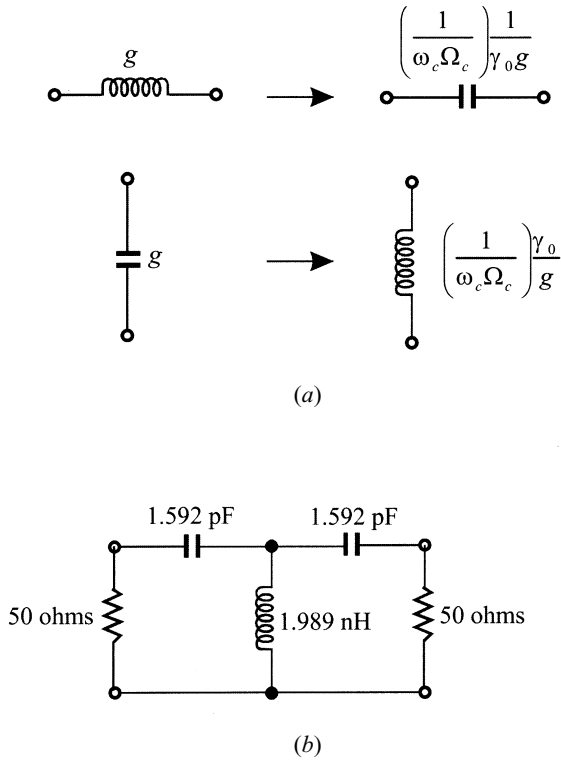 g
(1/ω_cΩ_c) 1/γ_0g
g
(1/ω_cΩ_c) γ_0/g
(a)
1.592 pF 1.592 pF
50 ohms 1.989 nH 50 ohms
(b)